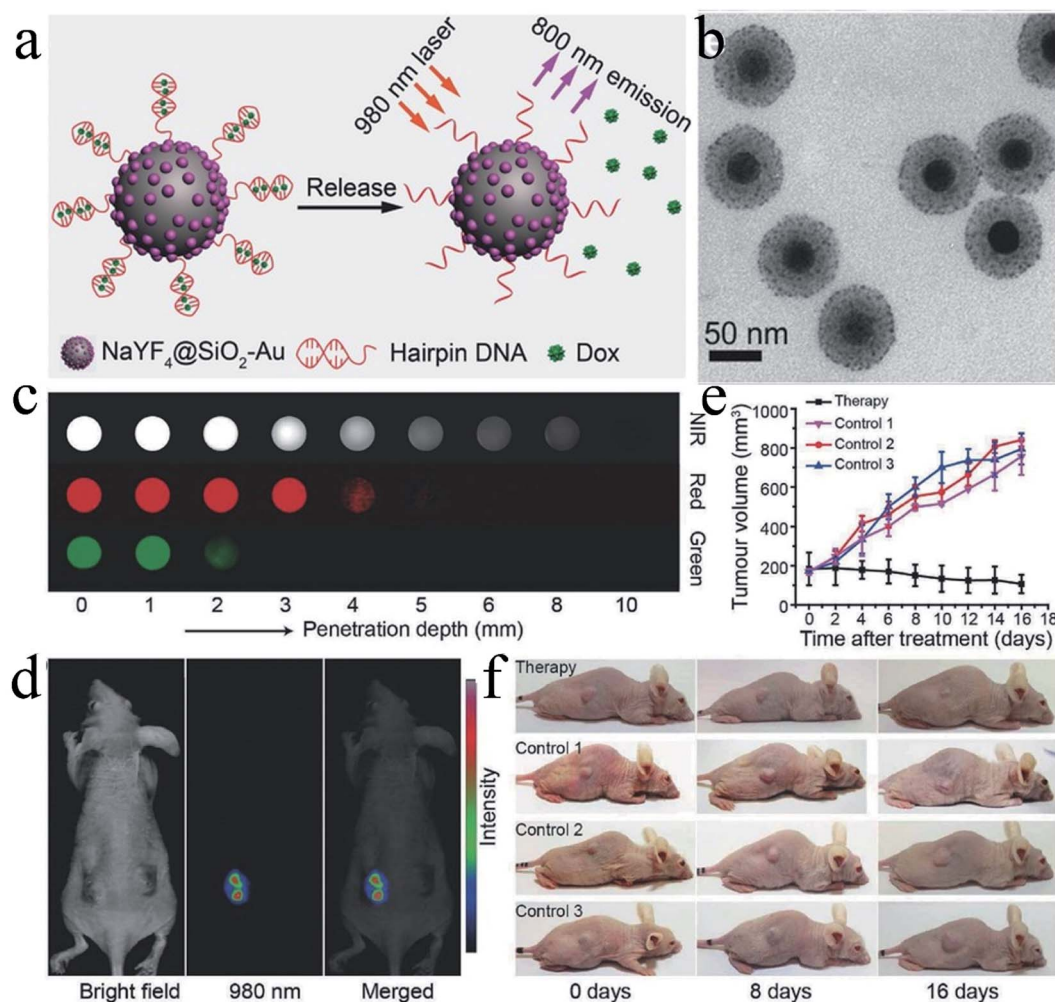 a
980 nm laser
800 nm emission
Release
NaYF4@SiO2-Au
Hairpin DNA
Dox
b
50 nm
c
NIR
Red
Green
0 1 2 3 4 5 6 8 10
Penetration depth (mm)
e
Therapy
Control 1
Control 2
Control 3
Tumour volume (mm³)
1000
800
600
400
200
0
0 2 4 6 8 10 12 14 16 18
Time after treatment (days)
d
Intensity
Bright field 980 nm Merged
f
Therapy
Control 1
Control 2
Control 3
0 days 8 days 16 days